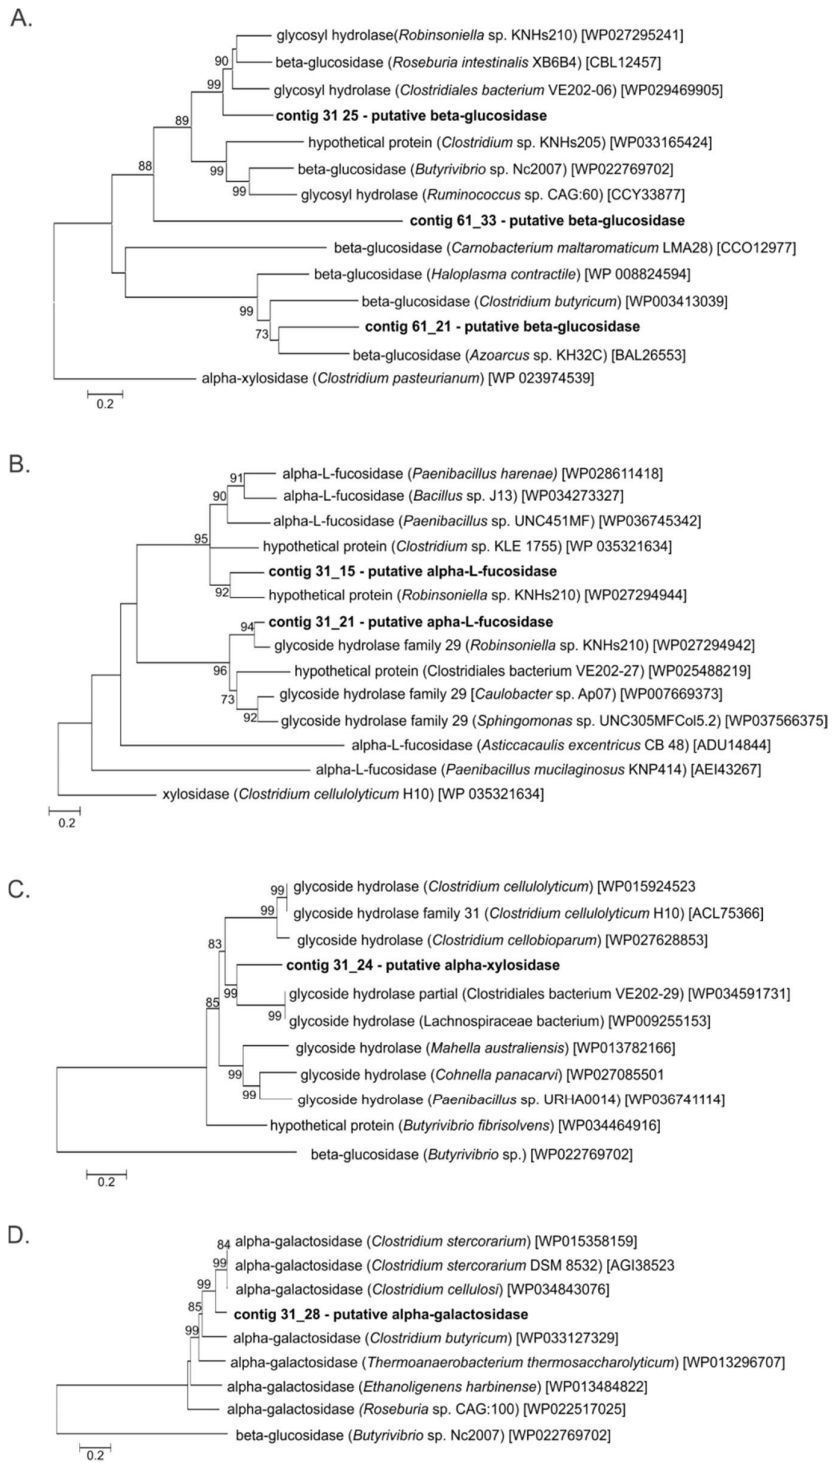 A.
glycosyl hydrolase(Robinsoniella sp. KNHs210) [WP027295241]
90
beta-glucosidase (Roseburia intestinalis XB6B4) [CBL12457]
99
glycosyl hydrolase (Clostridiales bacterium VE202-06) [WP029469905]
contig 31 25 - putative beta-glucosidase
89
hypothetical protein (Clostridium sp. KNHs205) [WP033165424]
88
99
beta-glucosidase (Butyrivibrio sp. Nc2007) [WP022769702]
99
glycosyl hydrolase (Ruminococcus sp. CAG:60) [CCY33877]
contig 61_33 - putative beta-glucosidase
beta-glucosidase (Carnobacterium maltaromaticum LMA28) [CCO12977]
beta-glucosidase (Haloplasma contractile) [WP 008824594]
beta-glucosidase (Clostridium butyricum) [WP003413039]
99
contig 61_21 - putative beta-glucosidase
73
beta-glucosidase (Azoarcus sp. KH32C) [BAL26553]
alpha-xylosidase (Clostridium pasteurianum) [WP 023974539]
0.2
B.
alpha-L-fucosidase (Paenibacillus harenae) [WP028611418]
91
90
alpha-L-fucosidase (Bacillus sp. J13) [WP034273327]
alpha-L-fucosidase (Paenibacillus sp. UNC451MF) [WP036745342]
95
hypothetical protein (Clostridium sp. KLE 1755) [WP 035321634]
contig 31_15 - putative alpha-L-fucosidase
92
hypothetical protein (Robinsoniella sp. KNHs210) [WP027294944]
contig 31_21 - putative apha-L-fucosidase
94
glycoside hydrolase family 29 (Robinsoniella sp. KNHs210) [WP027294942]
96
hypothetical protein (Clostridiales bacterium VE202-27) [WP025488219]
73
glycoside hydrolase family 29 [Caulobacter sp. Ap07) [WP007669373]
92
glycoside hydrolase family 29 (Sphingomonas sp. UNC305MFCol5.2) [WP037566375]
alpha-L-fucosidase (Asticcacaulis excentricus CB 48) [ADU14844]
alpha-L-fucosidase (Paenibacillus mucilaginosus KNP414) [AEI43267]
xylosidase (Clostridium cellulolyticum H10) [WP 035321634]
0.2
C.
glycoside hydrolase (Clostridium cellulolyticum) [WP015924523
99
99
glycoside hydrolase family 31 (Clostridium cellulolyticum H10) [ACL75366]
glycoside hydrolase (Clostridium cellobioparum) [WP027628853]
83
contig 31_24 - putative alpha-xylosidase
99
glycoside hydrolase partial (Clostridiales bacterium VE202-29) [WP034591731]
85
99
glycoside hydrolase (Lachnospiraceae bacterium) [WP009255153]
glycoside hydrolase (Mahella australiensis) [WP013782166]
99
glycoside hydrolase (Cohnella panacarvi) [WP027085501
99
glycoside hydrolase (Paenibacillus sp. URHA0014) [WP036741114]
hypothetical protein (Butyrivibrio fibrisolvens) [WP034464916]
beta-glucosidase (Butyrivibrio sp.) [WP022769702]
0.2
D.
84
alpha-galactosidase (Clostridium stercorarium) [WP015358159]
99
alpha-galactosidase (Clostridium stercorarium DSM 8532) [AGI38523
99
alpha-galactosidase (Clostridium cellulosi) [WP034843076]
85
contig 31_28 - putative alpha-galactosidase
99
alpha-galactosidase (Clostridium butyricum) [WP033127329]
alpha-galactosidase (Thermoanaerobacterium thermosaccharolyticum) [WP013296707]
alpha-galactosidase (Ethanoligenens harbinense) [WP013484822]
alpha-galactosidase (Roseburia sp. CAG:100) [WP022517025]
beta-glucosidase (Butyrivibrio sp. Nc2007) [WP022769702]
0.2